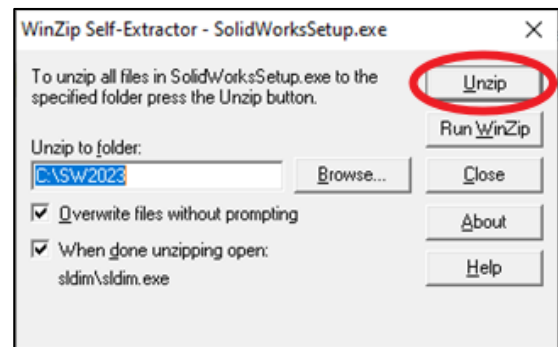 WinZip Self-Extractor - SolidWorksSetup.exe
To unzip all files in SolidWorksSetup.exe to the
specified folder press the Unzip button.
Unzip
Run WinZip
Unzip to folder:
C:\SW2023
Browse...
Close
Overwrite files without prompting
About
When done unzipping open:
sldim\sldim.exe
Help